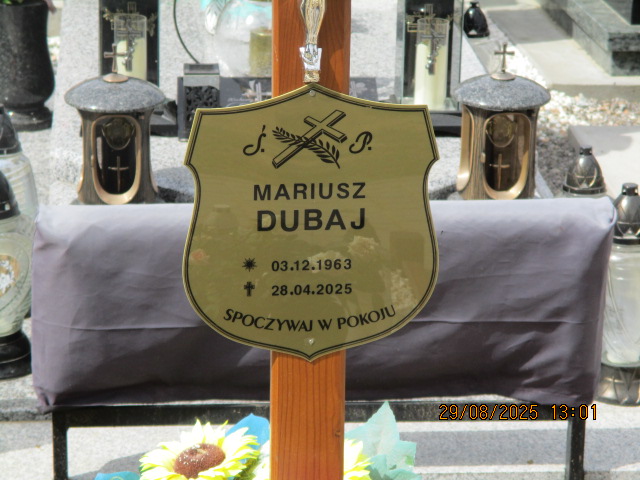 Ś. P.
MARIUSZ
DUBAJ
03.12.1963
28.04.2025
SPOCZYWAJ W POKOJU
29/08/2025 13:01